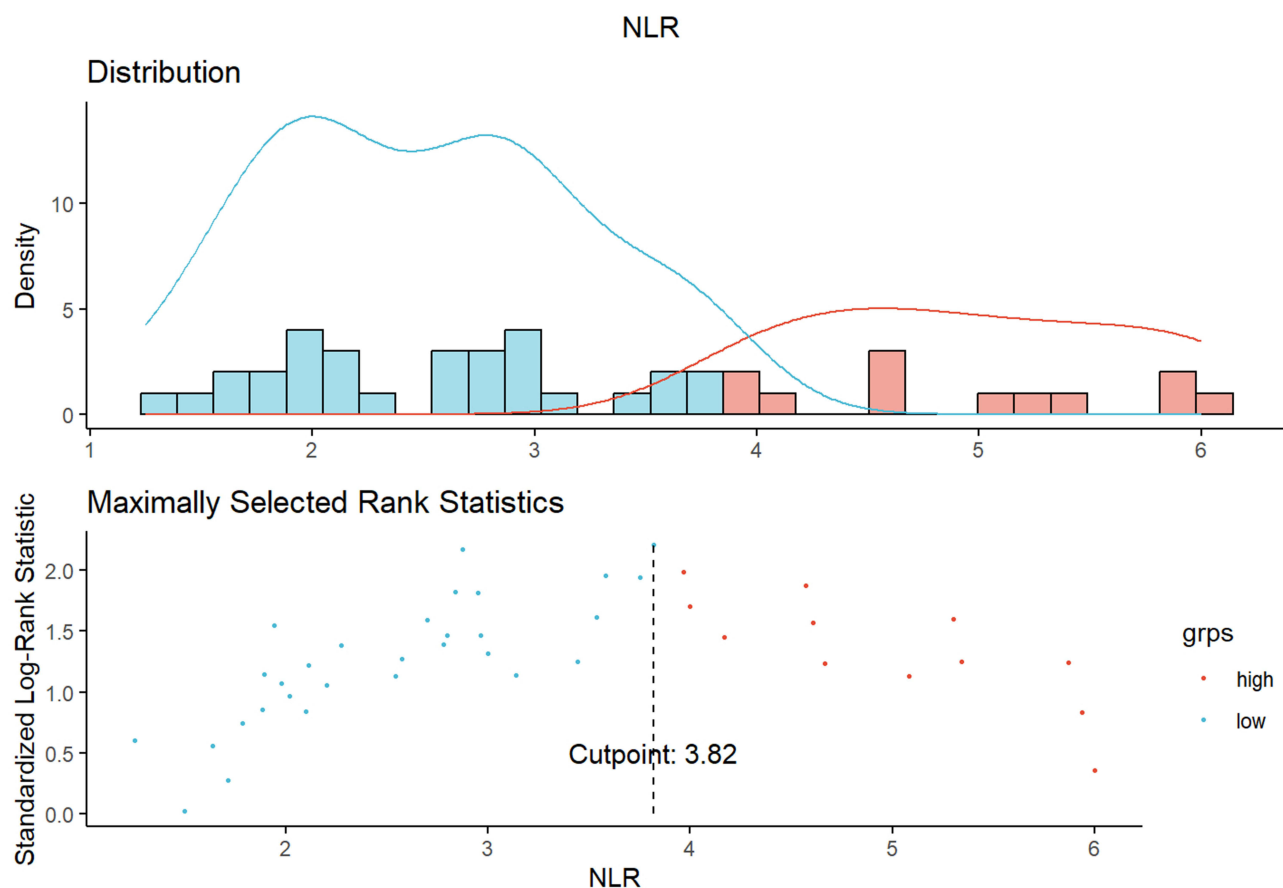 NLR
Distribution
Density
10
5
0
1 2 3 4 5 6
Maximally Selected Rank Statistics
Standardized Log-Rank Statistic
2.0
1.5
1.0
0.5
0.0
Cutpoint: 3.82
2 3 4 5 6
NLR
grps
high
low